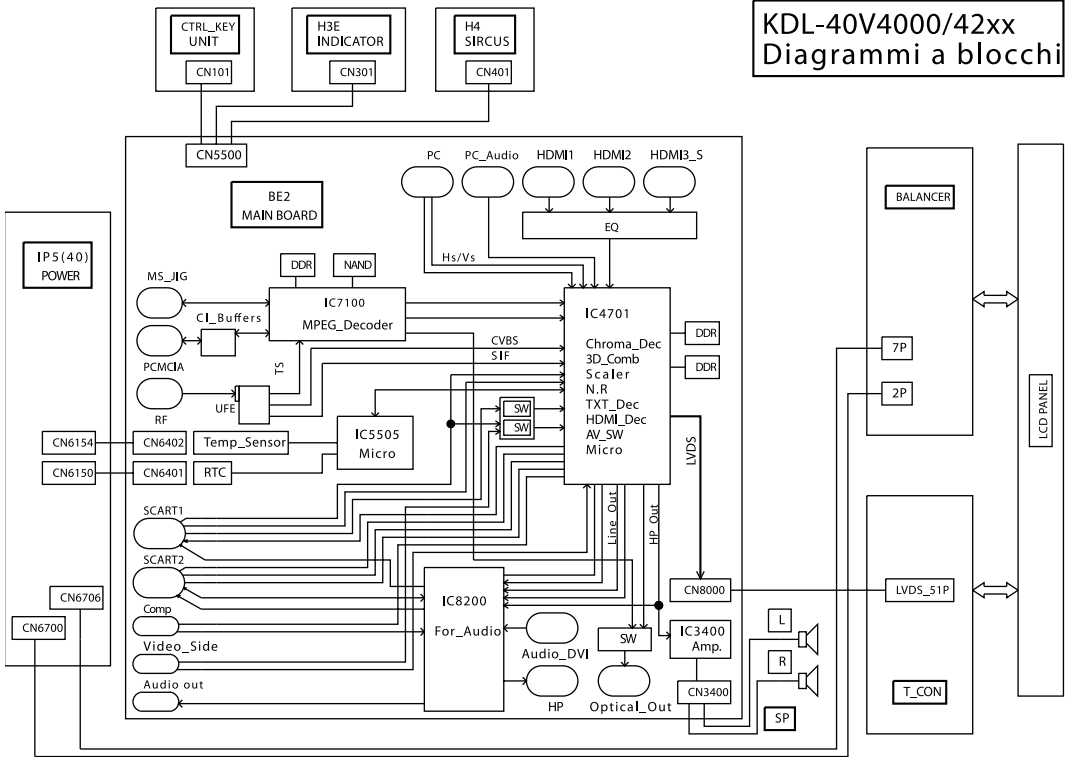 CTRL_KEY
UNIT
CN101
H3E
INDICATOR
CN301
H4
SIRCUS
CN401
KDL-40V4000/42xx
Diagrammi a blocchi
CN5500
PC
PC_Audio
HDMI1
HDMI2
HDMI3_S
BE2
MAIN BOARD
BALANCER
EQ
IP5(40)
POWER
Hs/Vs
DDR
NAND
MS_JIG
IC7100
MPEG_Decoder
CI_Buffers
PCMCIA
TS
CVBS
SIF
IC4701
Chroma_Dec
3D_Comb
Scaler
N.R
TXT_Dec
HDMI_Dec
AV_SW
Micro
DDR
DDR
7P
2P
LCD PANEL
RF
UFE
SW
SW
IC5505
Micro
Temp_Sensor
RTC
CN6154
CN6402
CN6150
CN6401
LVDS
SCART1
SCART2
Line_Out
HP_Out
CN6706
CN6700
Comp
Video_Side
Audio out
IC8200
For_Audio
Audio_DVI
HP
SW
Optical_Out
CN8000
IC3400
Amp.
CN3400
L
R
SP
LVDS_51P
T_CON